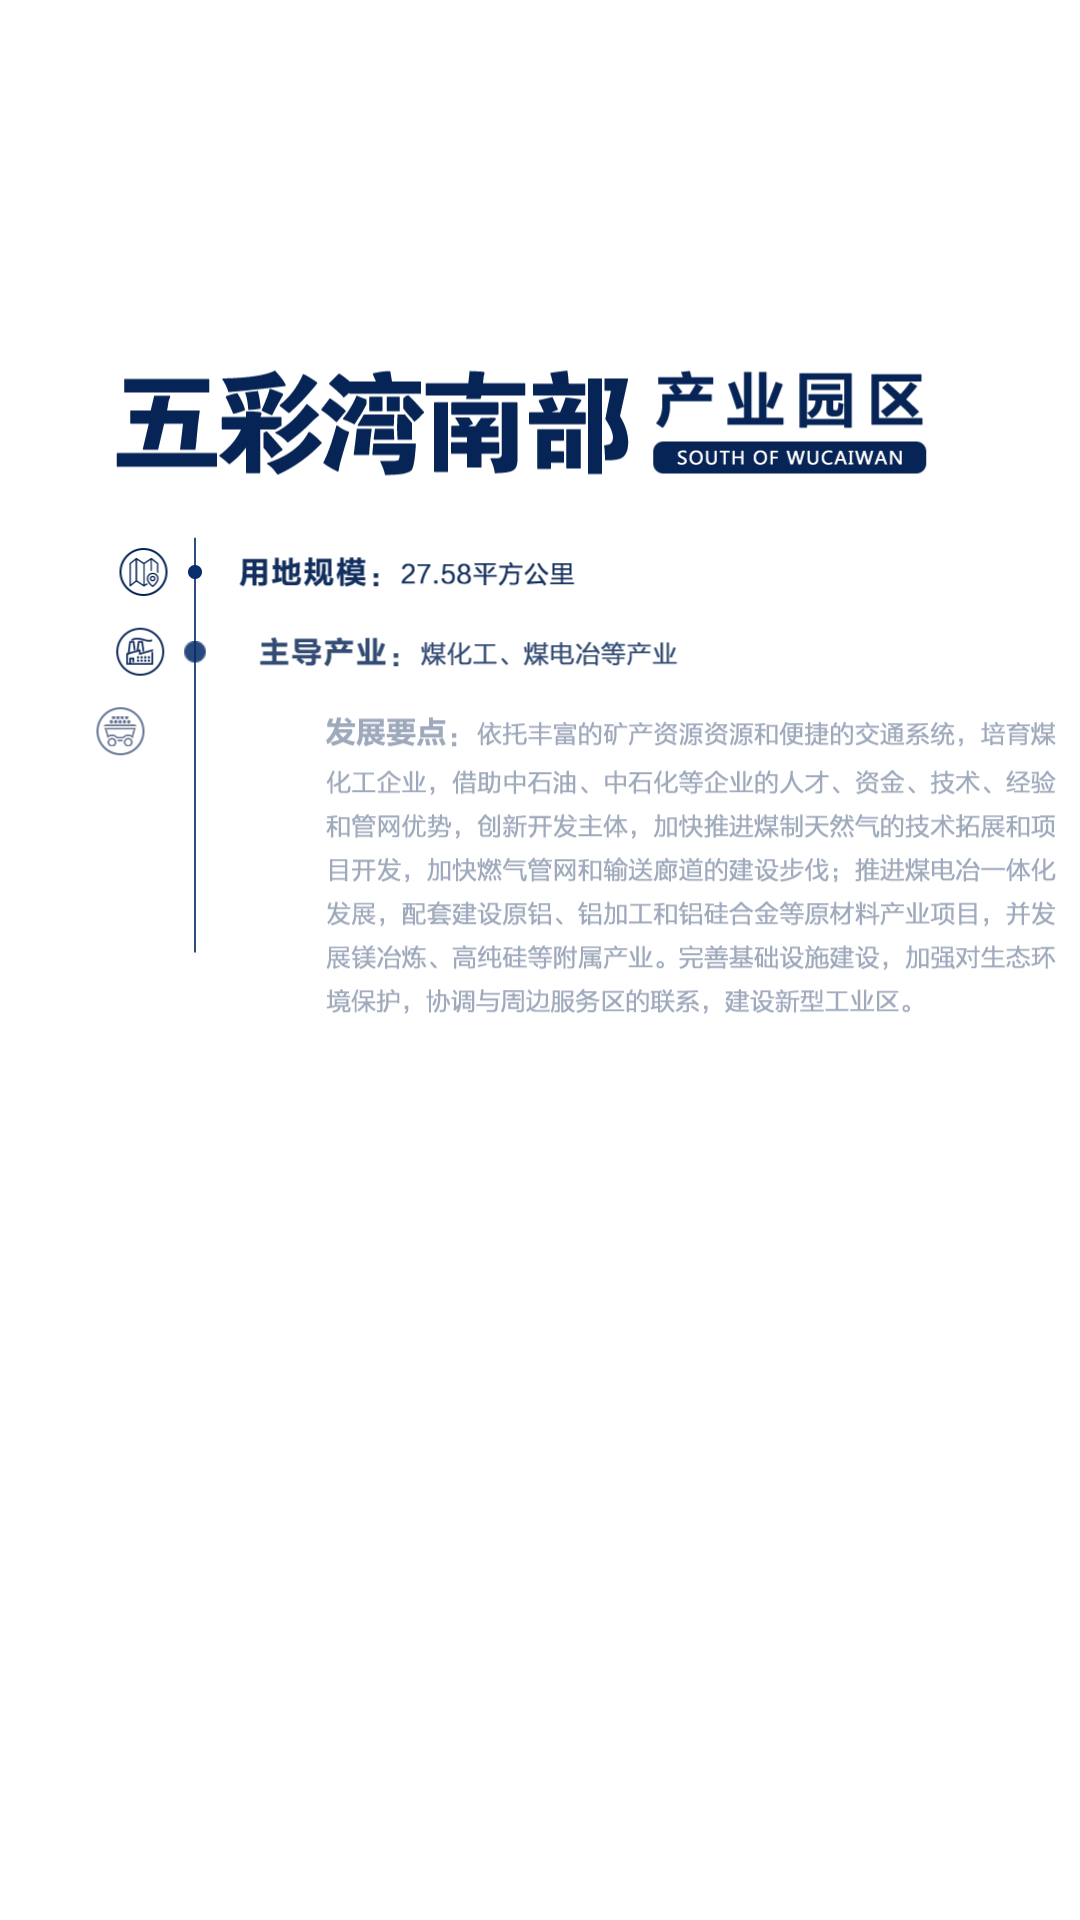 五彩湾南部 产业园区
SOUTH OF WUCAIWAN
用地规模：27.58平方公里
主导产业：煤化工、煤电冶等产业
发展要点：依托丰富的矿产资源资源和便捷的交通系统，培育煤
化工企业，借助中石油、中石化等企业的人才、资金、技术、经验
和管网优势，创新开发主体，加快推进煤制天然气的技术拓展和项
目开发，加快燃气管网和输送廊道的建设步伐；推进煤电冶一体化
发展，配套建设原铝、铝加工和铝硅合金等原材料产业项目，并发
展镁冶炼、高纯硅等附属产业。完善基础设施建设，加强对生态环
境保护，协调与周边服务区的联系，建设新型工业区。